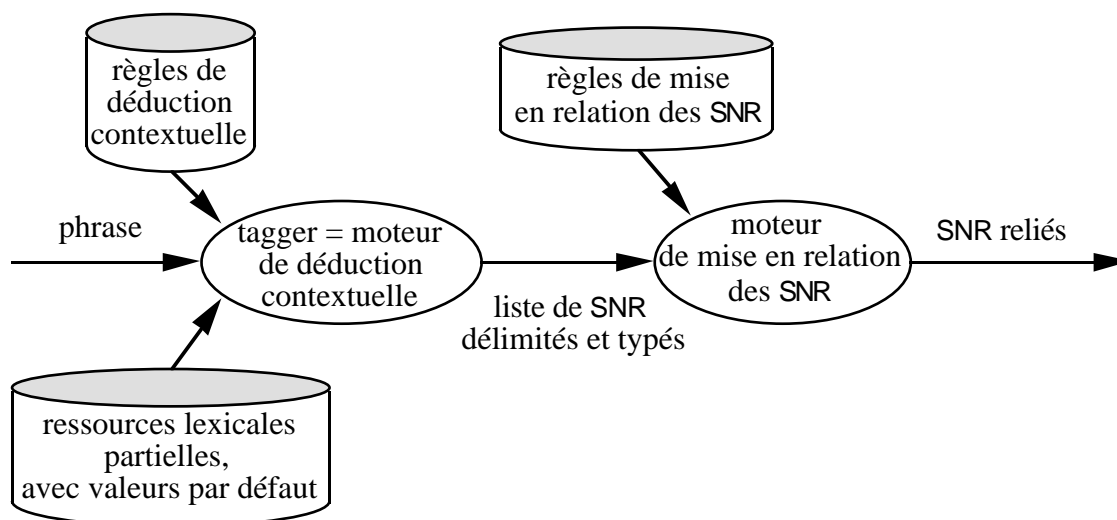 règles de
déduction
contextuelle
règles de mise
en relation des SNR
phrase
tagger = moteur
de déduction
contextuelle
liste de SNR
délimités et typés
moteur
de mise en relation
des SNR
SNR reliés
ressources lexicales
partielles,
avec valeurs par défaut